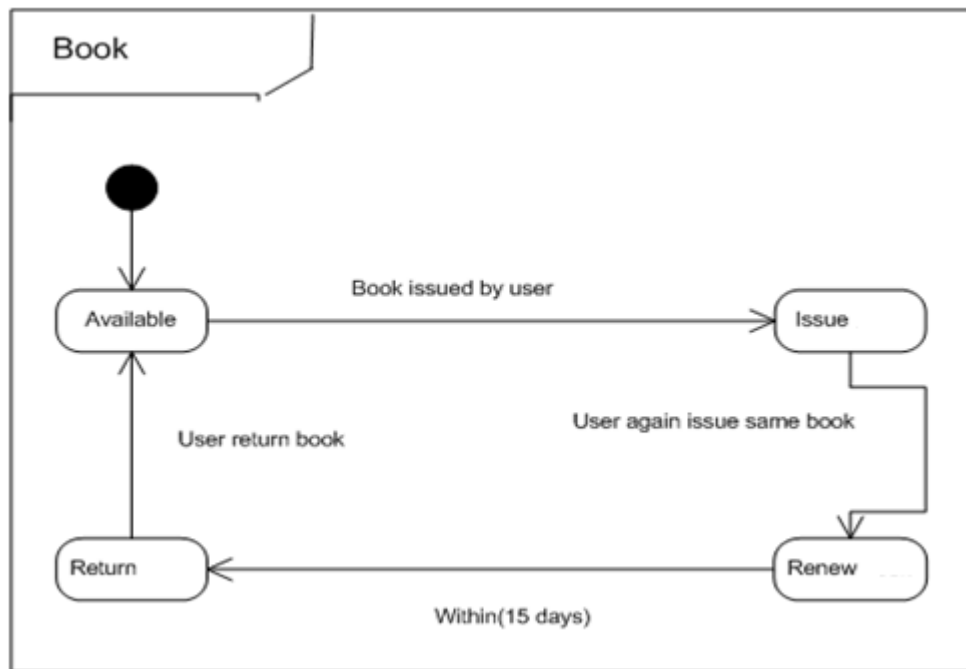 Book
Book issued by user
Available
Issue
User again issue same book
User return book
Return
Renew
Within(15 days)